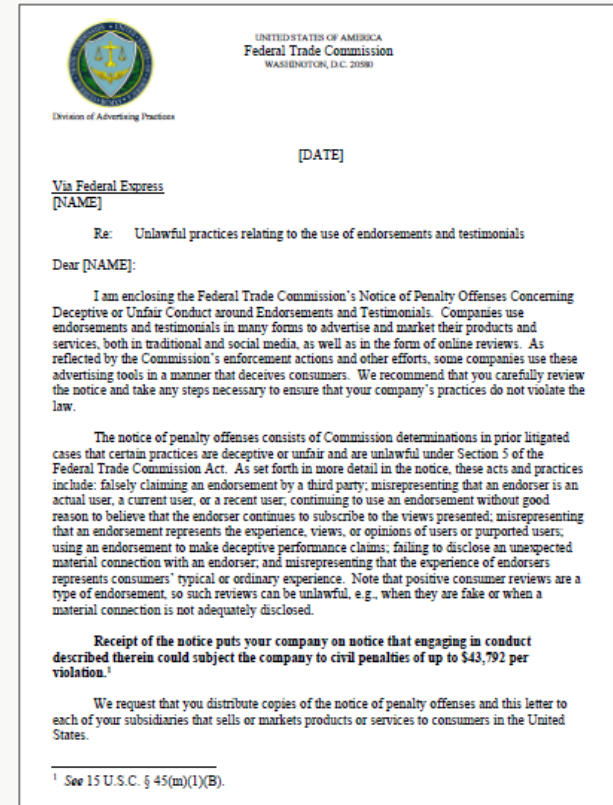 UNITED STATES OF AMERICA
Federal Trade Commission
WASHINGTON, D.C. 20580
Division of Advertising Practices
[DATE]
Via Federal Express
[NAME]
Re: Unlawful practices relating to the use of endorsements and testimonials
Dear [NAME]:
I am enclosing the Federal Trade Commission's Notice of Penalty Offenses Concerning
Deceptive or Unfair Conduct around Endorsements and Testimonials. Companies use
endorsements and testimonials in many forms to advertise and market their products and
services, both in traditional and social media, as well as in the form of online reviews. As
reflected by the Commission's enforcement actions and other efforts, some companies use these
advertising tools in a manner that deceives consumers. We recommend that you carefully review
the notice and take any steps necessary to ensure that your company's practices do not violate the
law.
The notice of penalty offenses consists of Commission determinations in prior litigated
cases that certain practices are deceptive or unfair and are unlawful under Section 5 of the
Federal Trade Commission Act. As set forth in more detail in the notice, these acts and practices
include: falsely claiming an endorsement by a third party; misrepresenting that an endorser is an
actual user, a current user, or a recent user; continuing to use an endorsement without good
reason to believe that the endorser continues to subscribe to the views presented; misrepresenting
that an endorsement represents the experience, views, or opinions of users or purported users;
using an endorsement to make deceptive performance claims; failing to disclose an unexpected
material connection with an endorser; and misrepresenting that the experience of endorsers
represents consumers' typical or ordinary experience. Note that positive consumer reviews are a
type of endorsement, so such reviews can be unlawful, e.g., when they are fake or when a
material connection is not adequately disclosed.
Receipt of the notice puts your company on notice that engaging in conduct
described therein could subject the company to civil penalties of up to $43,792 per
violation.¹
We request that you distribute copies of the notice of penalty offenses and this letter to
each of your subsidiaries that sells or markets products or services to consumers in the United
States.
¹ See 15 U.S.C. § 45(m)(1)(B).